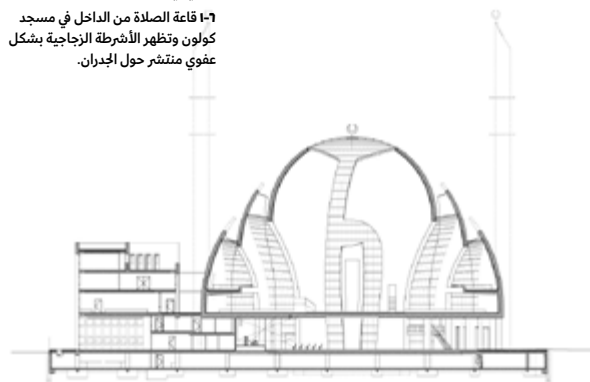 ٦-١ قاعة الصلاة من الداخل في مسجد
كولون وتظهر الأشرطة الزجاجية بشكل
عفوي منتشر حول الجدران.